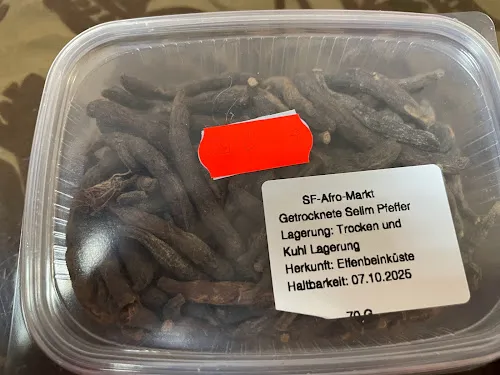 SF-Afro-Markt
Getrocknete Selim Pfeffer
Lagerung: Trocken und
Kuhl Lagerung
Herkunft: Elfenbeinküste
Haltbarkeit: 07.10.2025
70 G